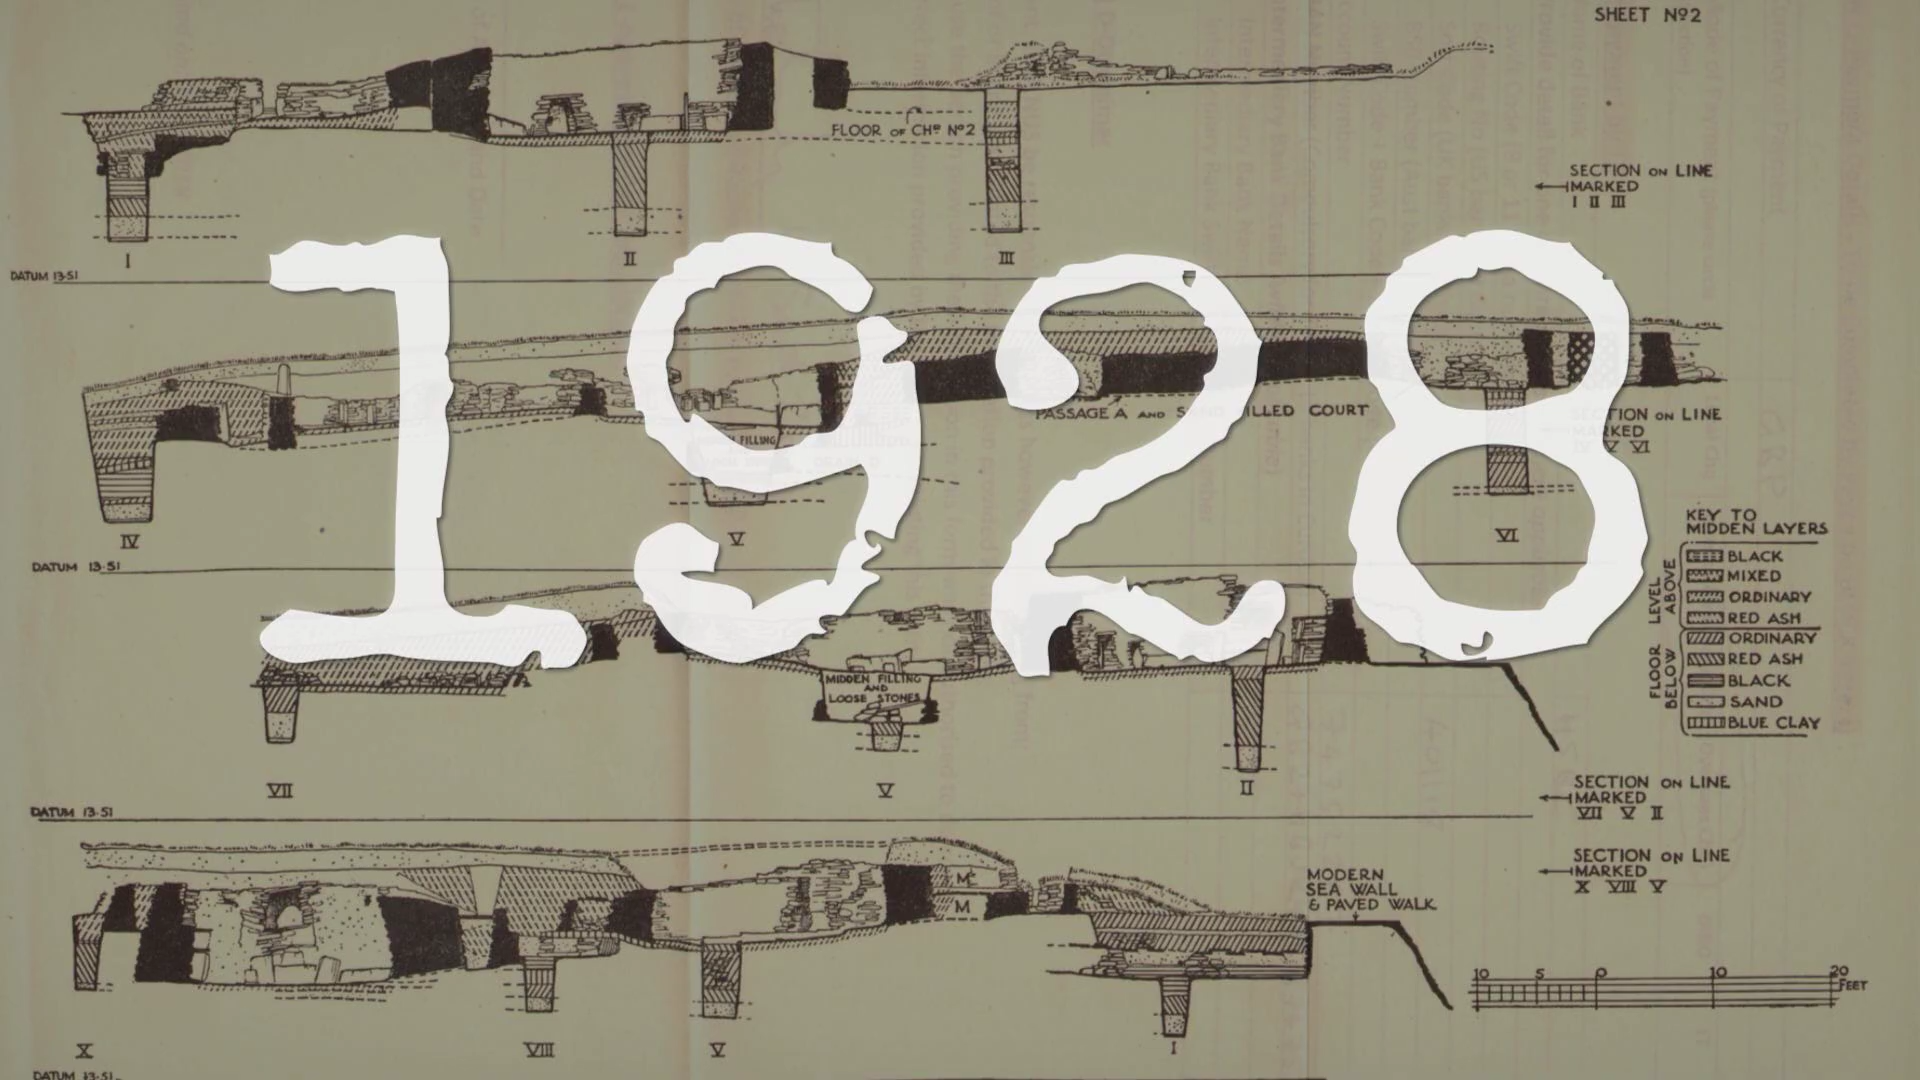 SHEET Nº2
FLOOR OF CHᴿ Nº2
SECTION ON LINE
MARKED
I II III
I
II
III
DATUM 13·51
1928
PASSAGE A AND
ILLED COURT
FILLING
SECTION ON LINE
MARKED
V VI
IV
V
VI
DATUM 13·51
KEY TO
MIDDEN LAYERS
LEVEL ABOVE
BLACK
MIXED
ORDINARY
RED ASH
FLOOR BELOW
ORDINARY
RED ASH
BLACK
SAND
BLUE CLAY
MIDDEN FILLING
AND
LOOSE STONES
VII
V
II
SECTION ON LINE
MARKED
VII V II
DATUM 13·51
SECTION ON LINE
MARKED
X VIII V
M
M
MODERN
SEA WALL
& PAVED WALK
10 5 0 10 20
FEET
X
VIII
V
I
DATUM 13·51